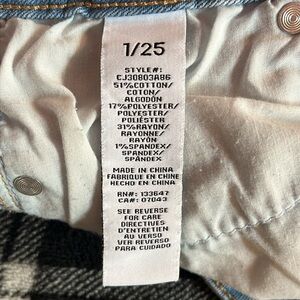 1/25
STYLE#:
CJ30803A86
51%COTTON/
COTON/
ALGODÓN
17%POLYESTER/
POLYESTER/
POLIÉSTER
31%RAYON/
RAYONNE/
RAYÓN
1%SPANDEX/
SPANDEX/
SPANDEX
MADE IN CHINA
FABRIQUE EN CHINE
HECHO EN CHINA
RN#: 133647
CA#: 07043
SEE REVERSE
FOR CARE
DIRECTIVES
D'ENTRETIEN
AU VERSO
VER REVERSO
PARA CUIDADO